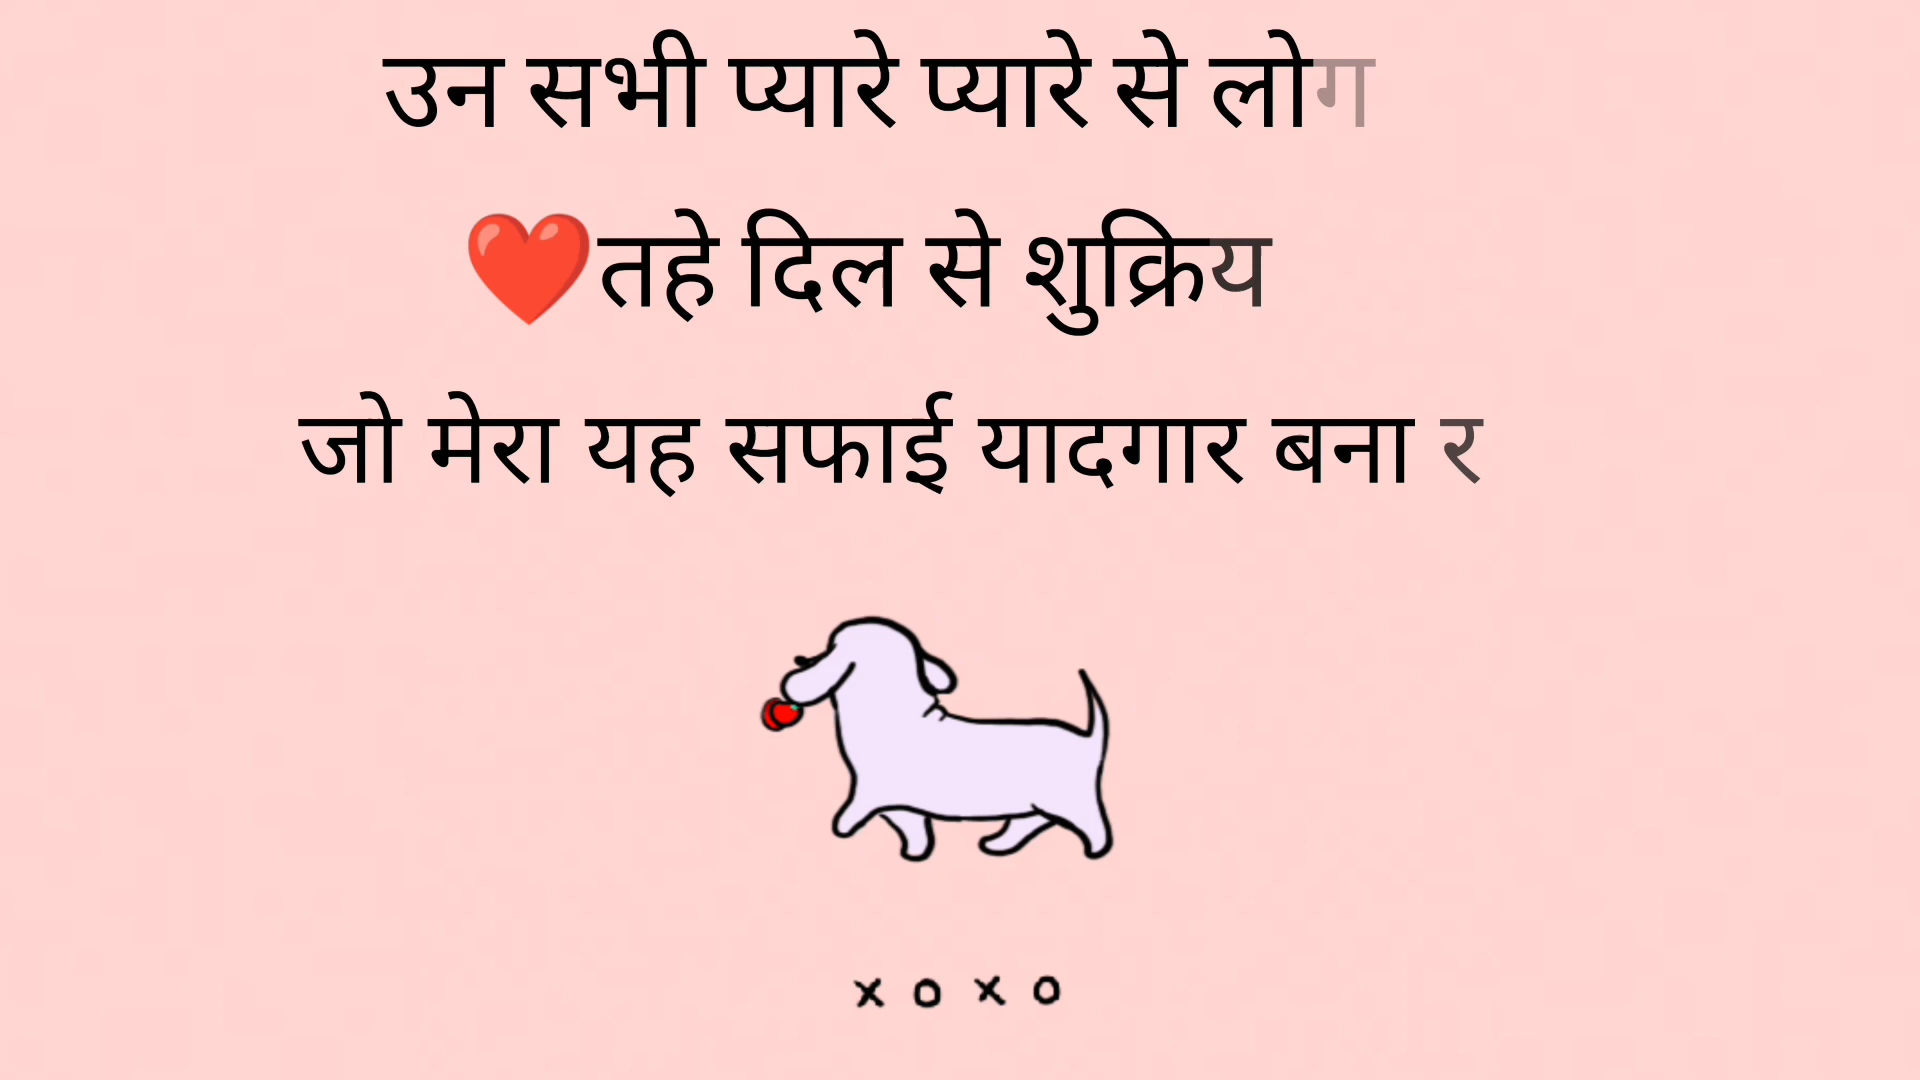 उन सभी प्यारे प्यारे से लोग
❤️तहे दिल से शुक्रिय
जो मेरा यह सफाई यादगार बना र
x o x o